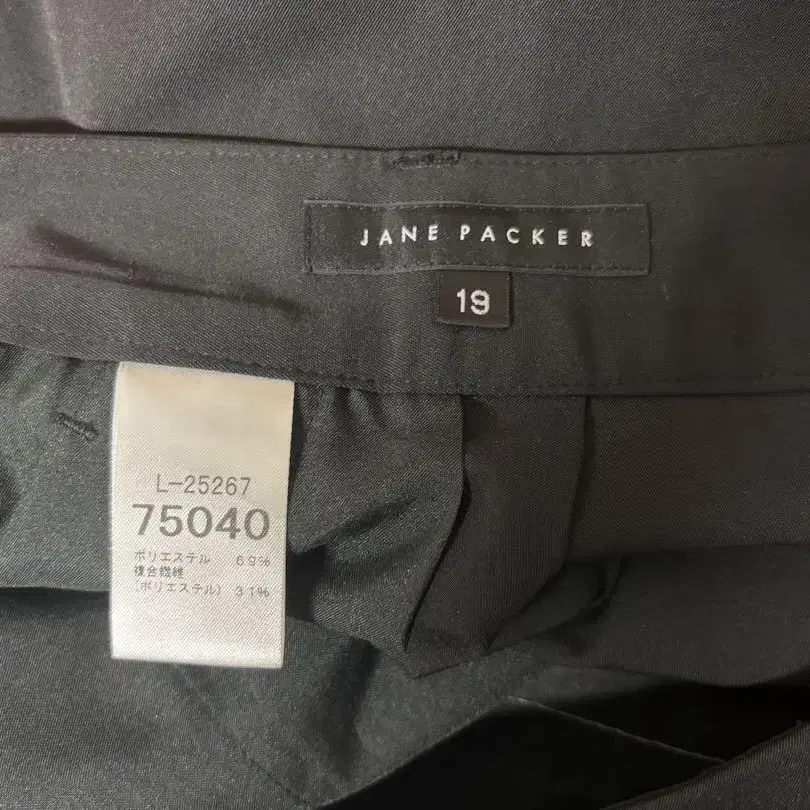 JANE PACKER
19
L-25267
75040
ポリエステル 69%
複合繊維
(ポリエステル) 31%